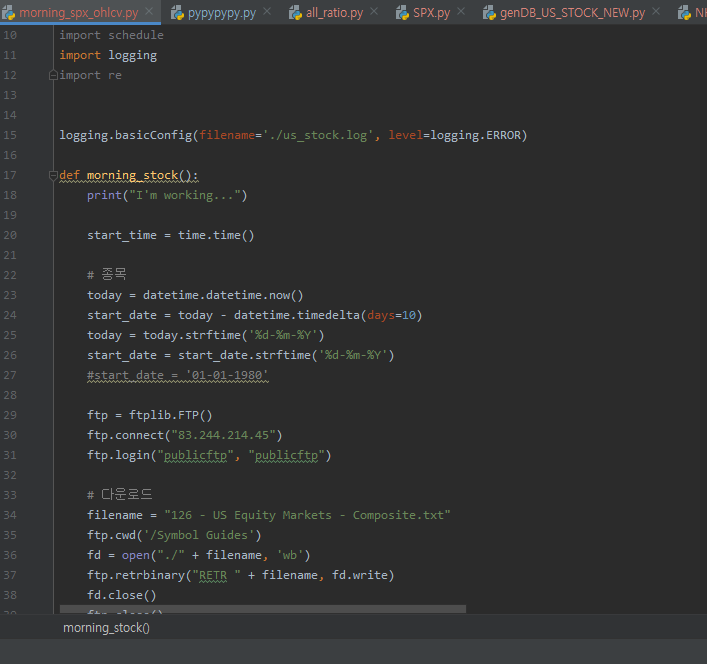 morning_spx_ohlcv.py × pypypypy.py × all_ratio.py × SPX.py × genDB_US_STOCK_NEW.py ×
10 import schedule
11 import logging
12 import re
13
14
15 logging.basicConfig(filename='./us_stock.log', level=logging.ERROR)
16
17 def morning_stock():
18     print("I'm working...")
19
20     start_time = time.time()
21
22     # 종목
23     today = datetime.datetime.now()
24     start_date = today - datetime.timedelta(days=10)
25     today = today.strftime('%d-%m-%Y')
26     start_date = start_date.strftime('%d-%m-%Y')
27     #start_date = '01-01-1980'
28
29     ftp = ftplib.FTP()
30     ftp.connect("83.244.214.45")
31     ftp.login("publicftp", "publicftp")
32
33     # 다운로드
34     filename = "126 - US Equity Markets - Composite.txt"
35     ftp.cwd('/Symbol Guides')
36     fd = open("./" + filename, 'wb')
37     ftp.retrbinary("RETR " + filename, fd.write)
38     fd.close()
morning_stock()